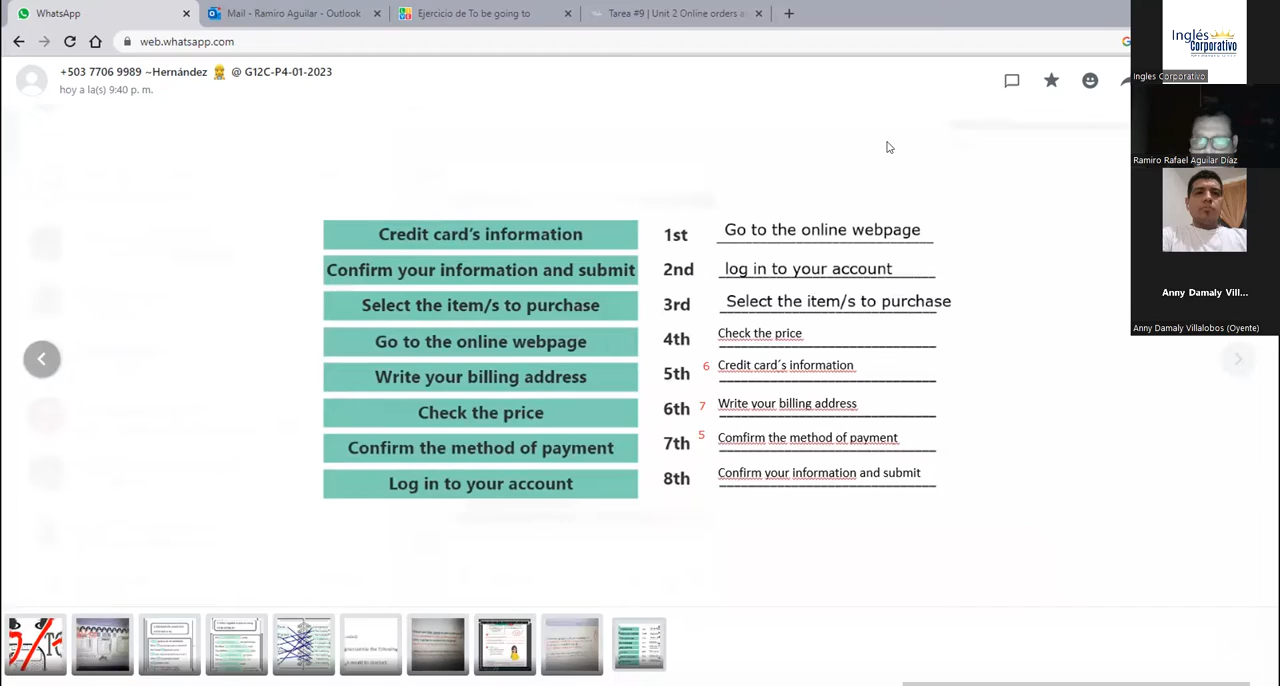 WhatsApp
Mail - Ramiro Aguilar - Outlook
Ejercicio de To be going to
Tarea #9 | Unit 2 Online orders a
web.whatsapp.com
+503 7706 9989 ~Hernández 👷 @ G12C-P4-01-2023
hoy a la(s) 9:40 p. m.
Inglés
Corporativo
Ingles Corporativo
Ramiro Rafael Aguilar Díaz
Anny Damaly Vill...
Anny Damaly Villalobos (Oyente)
Credit card's information
Confirm your information and submit
Select the item/s to purchase
Go to the online webpage
Write your billing address
Check the price
Confirm the method of payment
Log in to your account
1st Go to the online webpage
2nd log in to your account
3rd Select the item/s to purchase
4th Check the price
5th 6 Credit card´s information
6th 7 Write your billing address
7th 5 Comfirm the method of payment
8th Confirm your information and submit